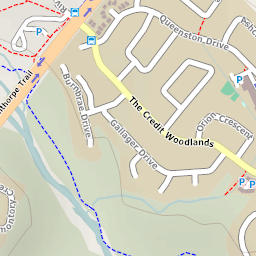 P
Queenston Drive
Burnbrae Drive
The Credit Woodlands
Orion Crescent
Gallager Drive
P
P